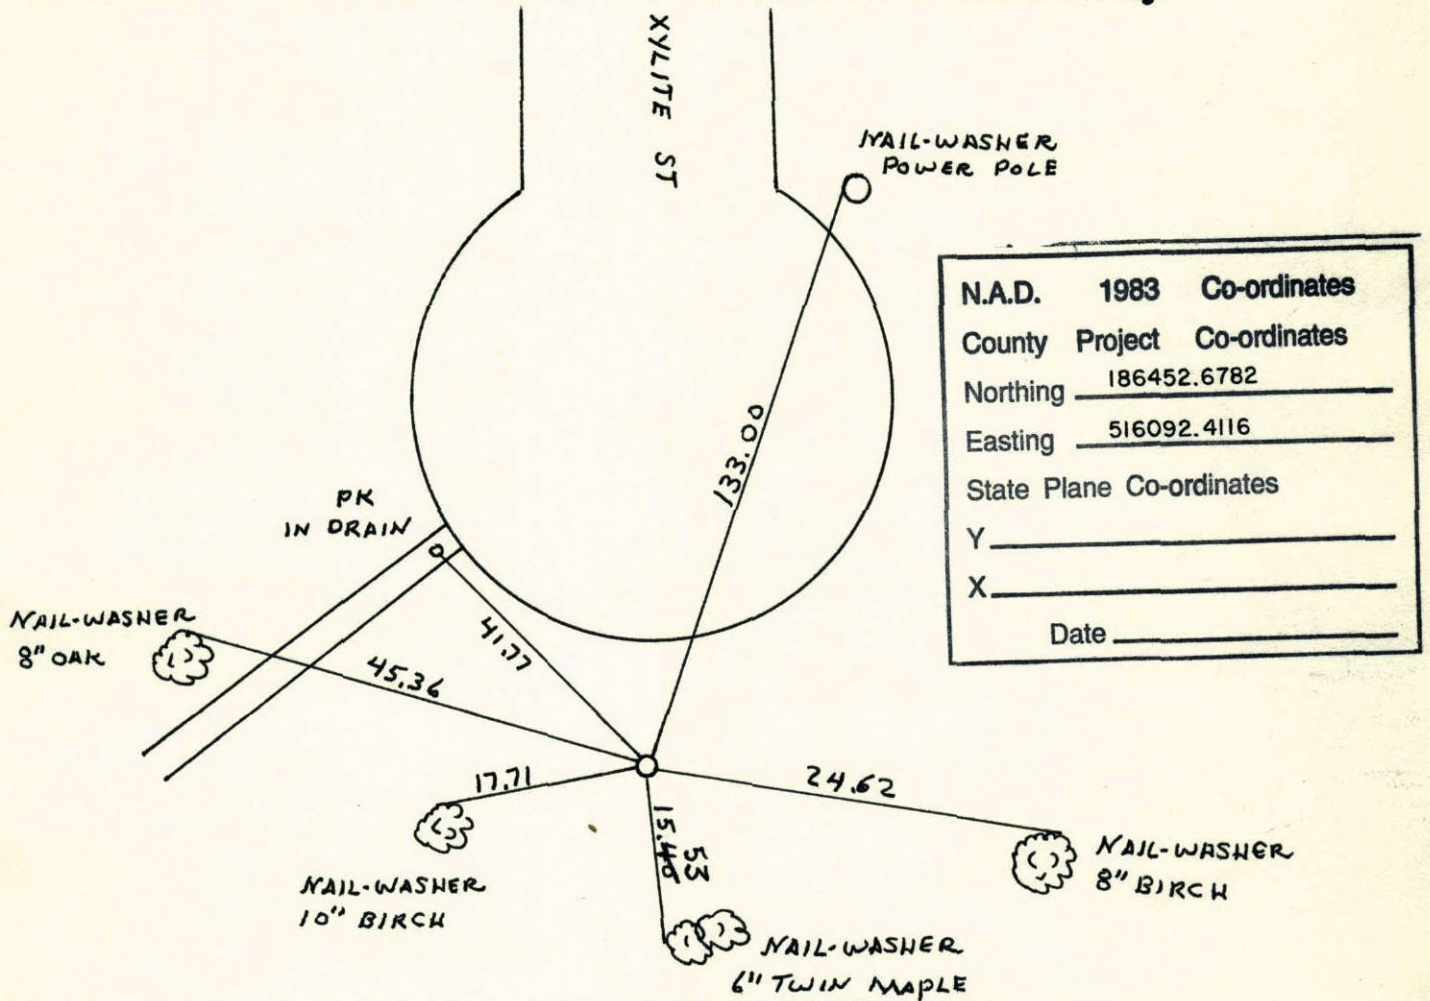 XYLITE ST
NAIL-WASHER
POWER POLE
N.A.D. 1983 Co-ordinates
County Project Co-ordinates
Northing 186452.6782
Easting 516092.4116
State Plane Co-ordinates
Y
X
Date
133.00
PK
IN DRAIN
41.77
NAIL-WASHER
8" OAK
45.36
17.71
24.62
53
15.46
NAIL-WASHER
10" BIRCH
NAIL-WASHER
8" BIRCH
NAIL-WASHER
6" TWIN MAPLE